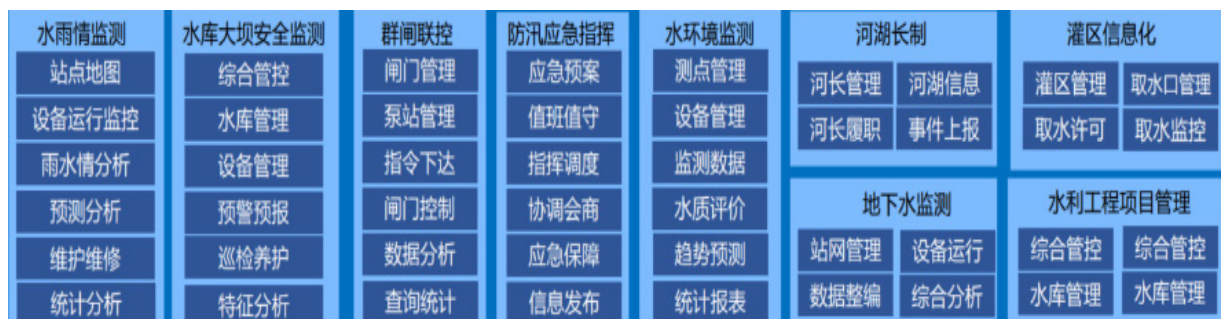 水雨情监测
站点地图
设备运行监控
雨水情分析
预测分析
维护维修
统计分析
水库大坝安全监测
综合管控
水库管理
设备管理
预警预报
巡检养护
特征分析
群闸联控
闸门管理
泵站管理
指令下达
闸门控制
数据分析
查询统计
防汛应急指挥
应急预案
值班值守
指挥调度
协调会商
应急保障
信息发布
水环境监测
测点管理
设备管理
监测数据
水质评价
趋势预测
统计报表
河湖长制
河长管理 河湖信息
河长履职 事件上报
灌区信息化
灌区管理 取水口管理
取水许可 取水监控
地下水监测
站网管理 设备运行
数据整编 综合分析
水利工程项目管理
综合管控 综合管控
水库管理 水库管理